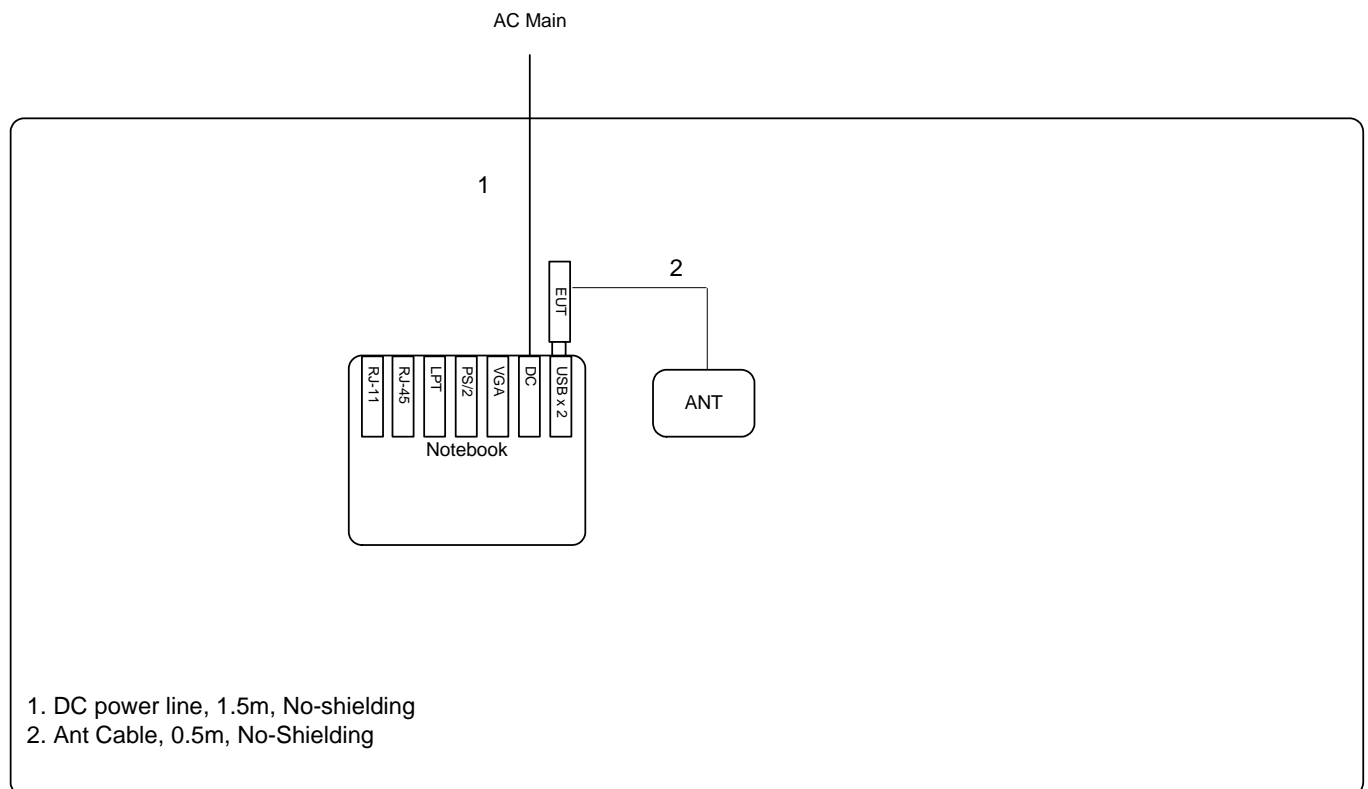 AC Main
1
2
EUT
RJ-11
RJ-45
LPT
PS/2
VGA
DC
USB x 2
ANT
Notebook
1. DC power line, 1.5m, No-shielding
2. Ant Cable, 0.5m, No-Shielding